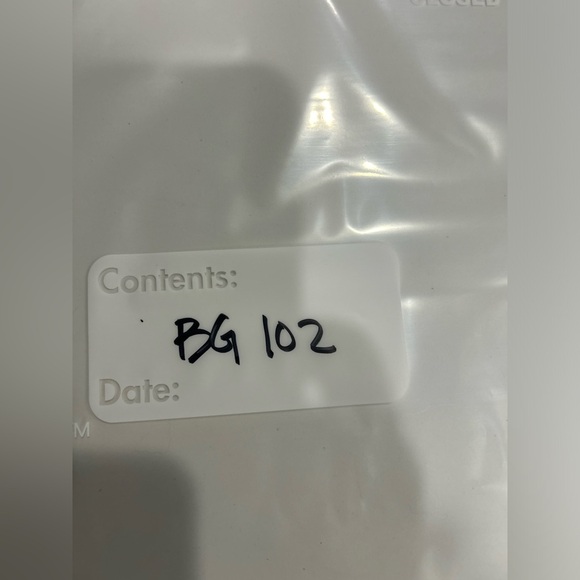 Contents:
BG 102
Date:
M